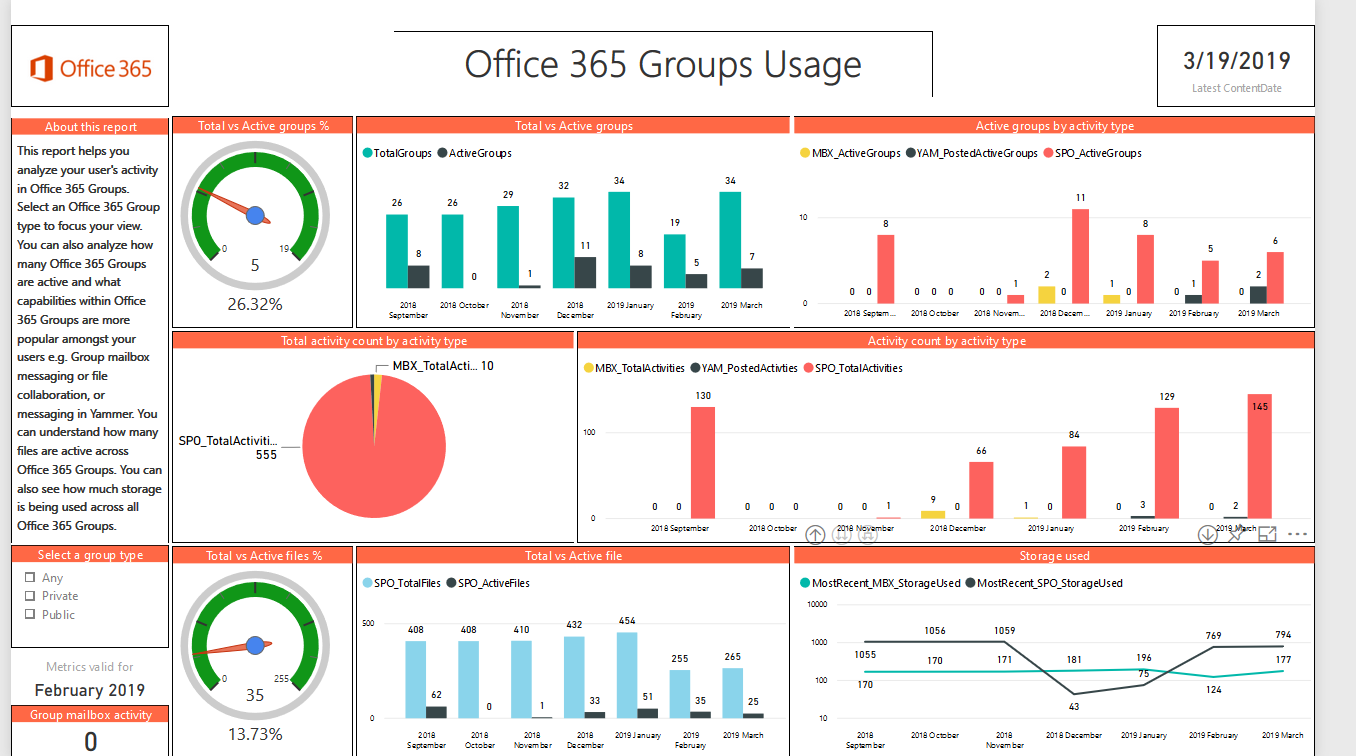 Office 365
Office 365 Groups Usage
3/19/2019
Latest ContentDate
About this report
This report helps you
analyze your user's activity
in Office 365 Groups.
Select an Office 365 Group
type to focus your view.
You can also analyze how
many Office 365 Groups
are active and what
capabilities within Office
365 Groups are more
popular amongst your
users e.g. Group mailbox
messaging or file
collaboration, or
messaging in Yammer. You
can understand how many
files are active across
Office 365 Groups. You can
also see how much storage
is being used across all
Office 365 Groups.
Select a group type
Any
Private
Public
Metrics valid for
February 2019
Group mailbox activity
0
Total vs Active groups %
0 19
5
26.32%
Total vs Active groups
TotalGroups ActiveGroups
26 8 26 0 29 1 32 11 34 8 19 5 34 7
2018 September 2018 October 2018 November 2018 December 2019 January 2019 February 2019 March
Active groups by activity type
MBX_ActiveGroups YAM_PostedActiveGroups SPO_ActiveGroups
10
0
0 0 8 0 0 0 0 0 1 2 0 11 1 0 8 0 1 5 0 2 6
2018 Septem... 2018 October 2018 Novem... 2018 Decem... 2019 January 2019 February 2019 March
Total activity count by activity type
MBX_TotalActi... 10
SPO_TotalActiviti...
555
Activity count by activity type
MBX_TotalActivities YAM_PostedActivties SPO_TotalActivities
100
0
0 0 130 0 0 0 0 0 1 9 0 66 1 0 84 0 3 129 0 2 145
2018 September 2018 October 2018 November 2018 December 2019 January 2019 February 2019 March
Total vs Active files %
0 255
35
13.73%
Total vs Active file
SPO_TotalFiles SPO_ActiveFiles
500
0
408 62 408 0 410 1 432 33 454 51 255 35 265 25
2018 September 2018 October 2018 November 2018 December 2019 January 2019 February 2019 March
Storage used
MostRecent_MBX_StorageUsed MostRecent_SPO_StorageUsed
10000
1000
100
10
1055 1056 1059 43 75 769 794
170 170 171 181 196 124 177
2018 September 2018 October 2018 November 2018 December 2019 January 2019 February 2019 March